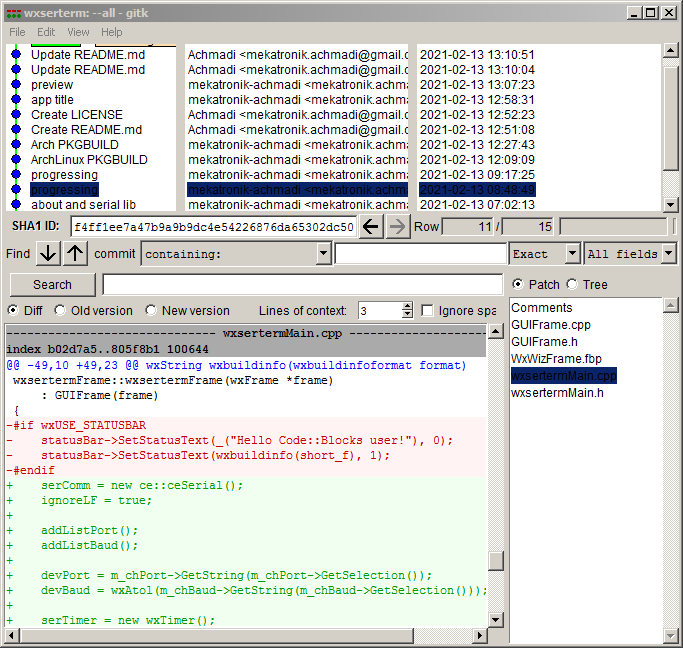 wxserterm: --all - gitk
File Edit View Help
Update README.md Achmadi <mekatronik.achmadi@gmail.c 2021-02-13 13:10:51
Update README.md Achmadi <mekatronik.achmadi@gmail.c 2021-02-13 13:10:04
preview mekatronik-achmadi <mekatronik.achma 2021-02-13 13:07:23
app title mekatronik-achmadi <mekatronik.achma 2021-02-13 12:58:31
Create LICENSE Achmadi <mekatronik.achmadi@gmail.c 2021-02-13 12:52:23
Create README.md Achmadi <mekatronik.achmadi@gmail.c 2021-02-13 12:51:08
Arch PKGBUILD mekatronik-achmadi <mekatronik.achma 2021-02-13 12:27:43
ArchLinux PKGBUILD mekatronik-achmadi <mekatronik.achma 2021-02-13 12:09:09
progressing mekatronik-achmadi <mekatronik.achma 2021-02-13 09:17:25
progressing mekatronik-achmadi <mekatronik.achma 2021-02-13 08:48:49
about and serial lib mekatronik-achmadi <mekatronik.achma 2021-02-13 07:02:13
SHA1 ID: f4ff1ee7a47b9a9b9dc4e54226876da65302dc50 Row 11 / 15
Find commit containing: Exact All fields
Search Patch Tree
Diff Old version New version Lines of context: 3 Ignore spa
Comments
GUIFrame.cpp
GUIFrame.h
WxWizFrame.fbp
wxsertermMain.cpp
wxsertermMain.h
---------------------------- wxsertermMain.cpp --------------------
index b02d7a5..805f8b1 100644
@@ -49,10 +49,23 @@ wxString wxbuildinfo(wxbuildinfoformat format)
wxsertermFrame::wxsertermFrame(wxFrame *frame)
: GUIFrame(frame)
{
-#if wxUSE_STATUSBAR
- statusBar->SetStatusText(_("Hello Code::Blocks user!"), 0);
- statusBar->SetStatusText(wxbuildinfo(short_f), 1);
-#endif
+ serComm = new ce::ceSerial();
+ ignoreLF = true;
+
+ addListPort();
+ addListBaud();
+
+ devPort = m_chPort->GetString(m_chPort->GetSelection());
+ devBaud = wxAtol(m_chBaud->GetString(m_chBaud->GetSelection()));
+
+ serTimer = new wxTimer();